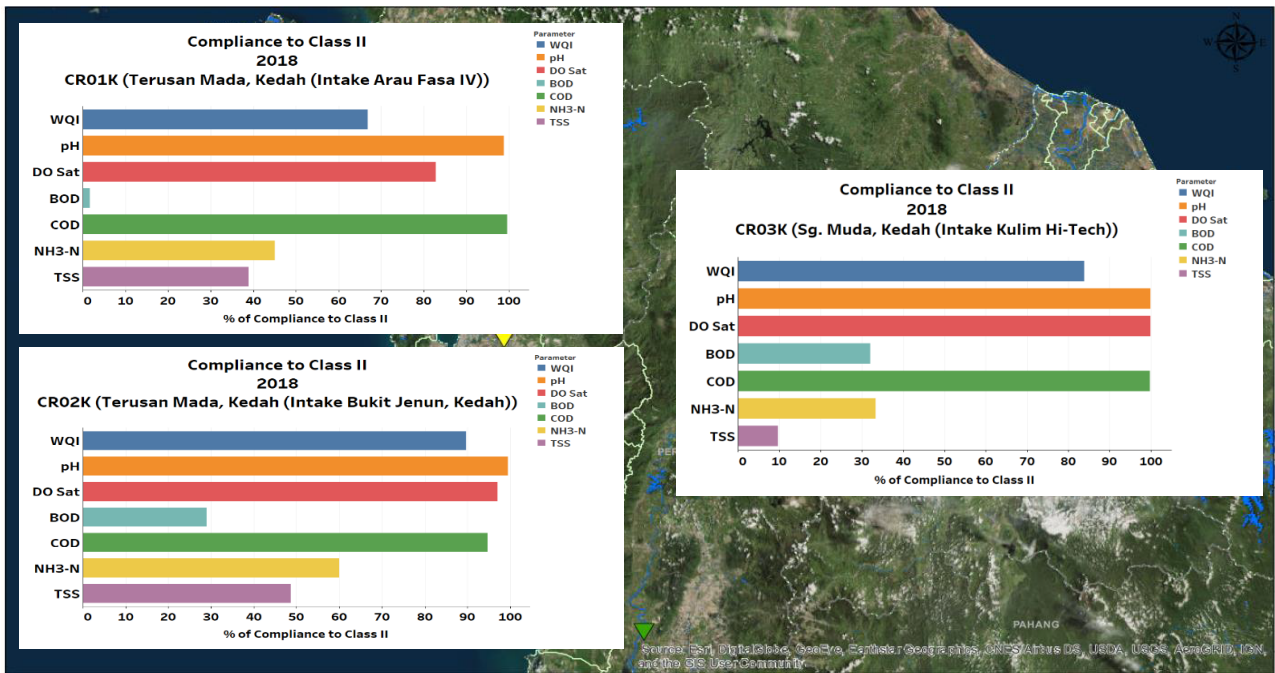 Compliance to Class II
2018
CR01K (Terusan Mada, Kedah (Intake Arau Fasa IV))
Parameter
WQI
pH
DO Sat
BOD
COD
NH3-N
TSS
WQI
pH
DO Sat
BOD
COD
NH3-N
TSS
0 10 20 30 40 50 60 70 80 90 100
% of Compliance to Class II
Compliance to Class II
2018
CR02K (Terusan Mada, Kedah (Intake Bukit Jenun, Kedah))
Parameter
WQI
pH
DO Sat
BOD
COD
NH3-N
TSS
WQI
pH
DO Sat
BOD
COD
NH3-N
TSS
0 10 20 30 40 50 60 70 80 90 100
% of Compliance to Class II
N
W E
S
Compliance to Class II
2018
CR03K (Sg. Muda, Kedah (Intake Kulim Hi-Tech))
Parameter
WQI
pH
DO Sat
BOD
COD
NH3-N
TSS
WQI
pH
DO Sat
BOD
COD
NH3-N
TSS
0 10 20 30 40 50 60 70 80 90 100
% of Compliance to Class II
PAHANG
Source: Esri, DigitalGlobe, GeoEye, Earthstar Geographics, CNES/Airbus DS, USDA, USGS, AeroGRID, IGN,
and the GIS User Community